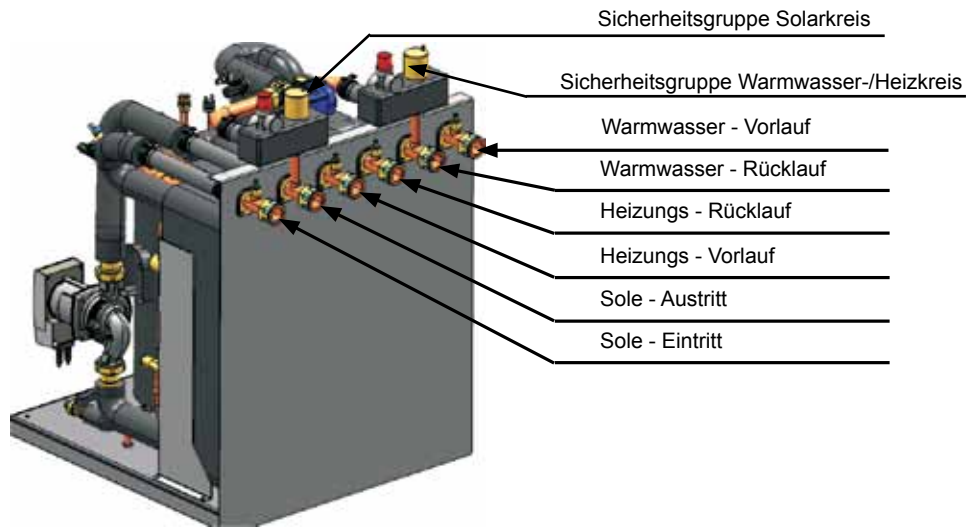 Sicherheitsgruppe Solarkreis
Sicherheitsgruppe Warmwasser-/Heizkreis
Warmwasser - Vorlauf
Warmwasser - Rücklauf
Heizungs - Rücklauf
Heizungs - Vorlauf
Sole - Austritt
Sole - Eintritt